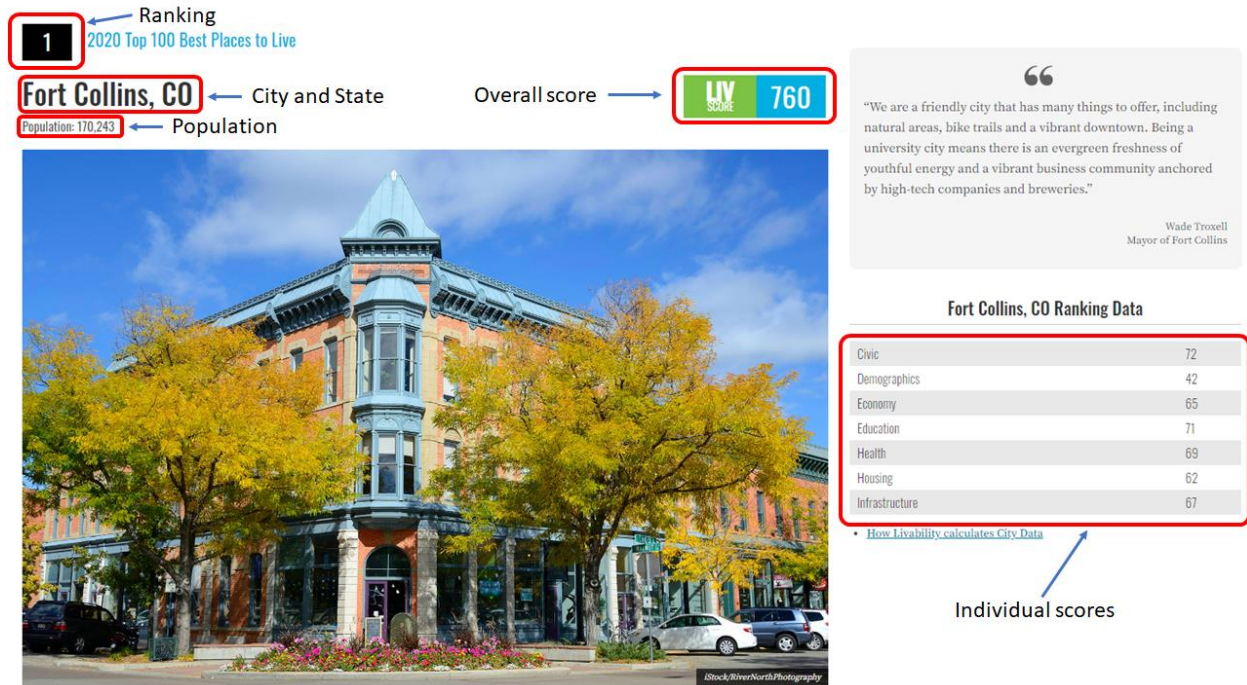 Ranking
1
2020 Top 100 Best Places to Live
Fort Collins, CO
City and State
Overall score
LIV
SCORE
760
Population: 170,243
Population
“We are a friendly city that has many things to offer, including
natural areas, bike trails and a vibrant downtown. Being a
university city means there is an evergreen freshness of
youthful energy and a vibrant business community anchored
by high-tech companies and breweries.”
Wade Troxell
Mayor of Fort Collins
Fort Collins, CO Ranking Data
Civic 72
Demographics 42
Economy 65
Education 71
Health 69
Housing 62
Infrastructure 67
How Livability calculates City Data
Individual scores
iStock/RiverNorthPhotography